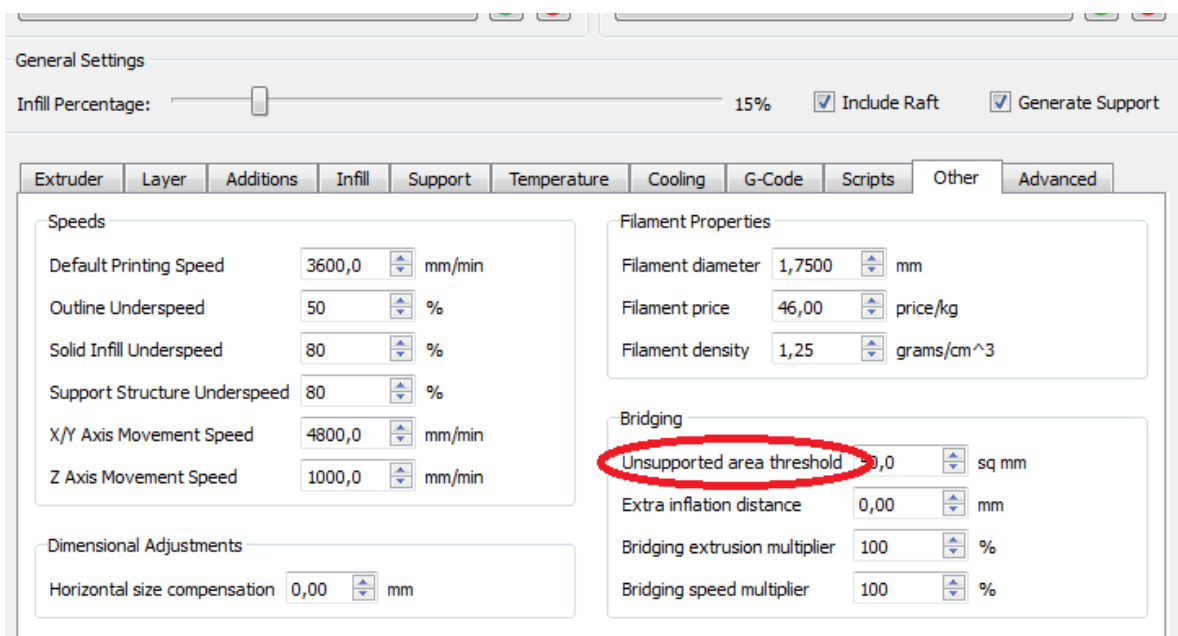 General Settings
Infill Percentage: 15% Include Raft Generate Support
Extruder Layer Additions Infill Support Temperature Cooling G-Code Scripts Other Advanced
Speeds
Default Printing Speed 3600,0 mm/min
Outline Underspeed 50 %
Solid Infill Underspeed 80 %
Support Structure Underspeed 80 %
X/Y Axis Movement Speed 4800,0 mm/min
Z Axis Movement Speed 1000,0 mm/min
Dimensional Adjustments
Horizontal size compensation 0,00 mm
Filament Properties
Filament diameter 1,7500 mm
Filament price 46,00 price/kg
Filament density 1,25 grams/cm^3
Bridging
Unsupported area threshold sq mm
Extra inflation distance 0,00 mm
Bridging extrusion multiplier 100 %
Bridging speed multiplier 100 %